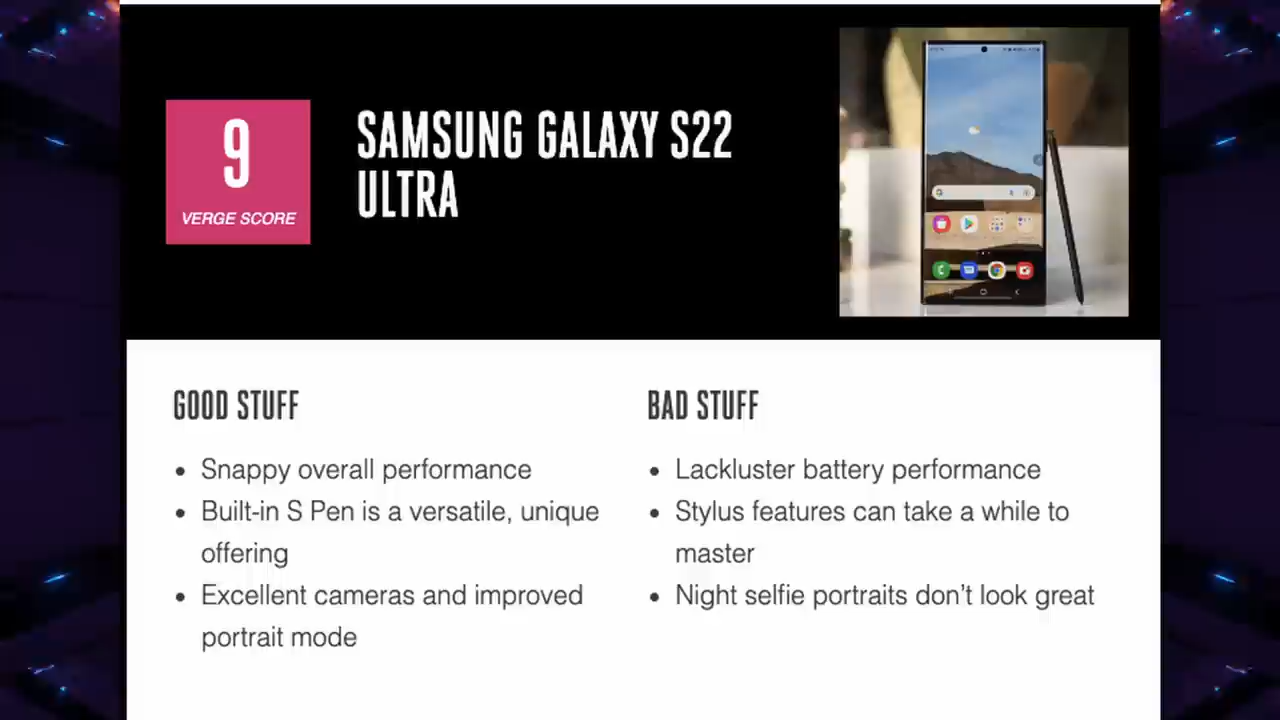 9
VERGE SCORE
SAMSUNG GALAXY S22
ULTRA
GOOD STUFF
• Snappy overall performance
• Built-in S Pen is a versatile, unique
offering
• Excellent cameras and improved
portrait mode
BAD STUFF
• Lackluster battery performance
• Stylus features can take a while to
master
• Night selfie portraits don’t look great